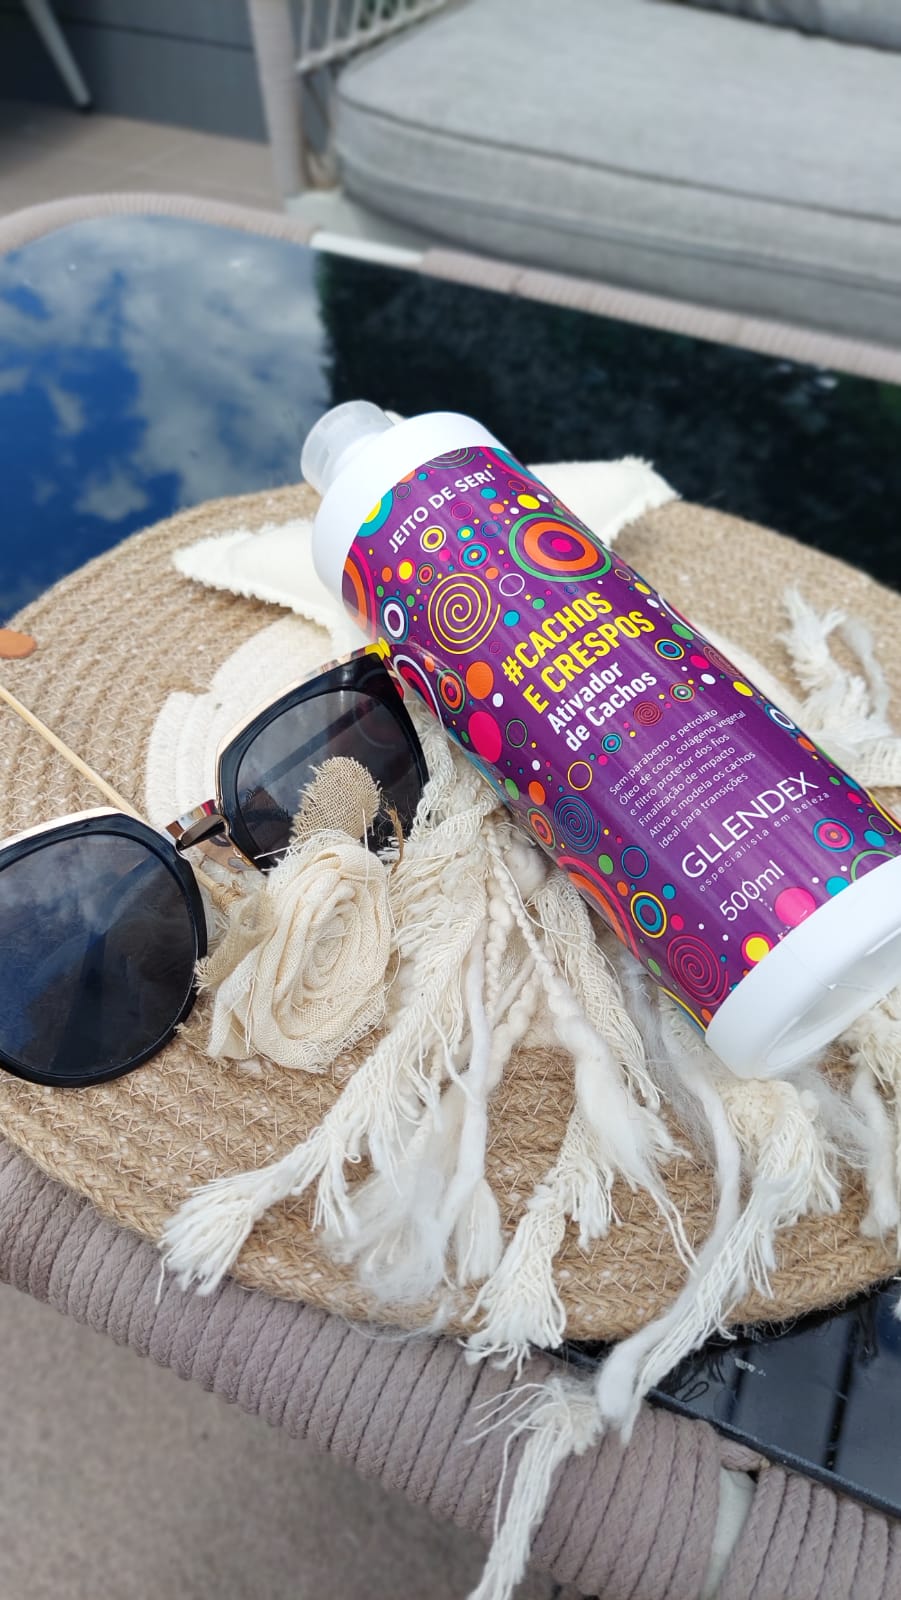 JEITO DE SER!
#CACHOS
E CRESPOS
Ativador
de Cachos
Sem parabeno e petrolato
Óleo de coco, colágeno vegetal
e filtro protetor dos fios
Finalização de impacto
Ativa e modela os cachos
Ideal para transições
GLLENDEX
especialista em beleza
500ml